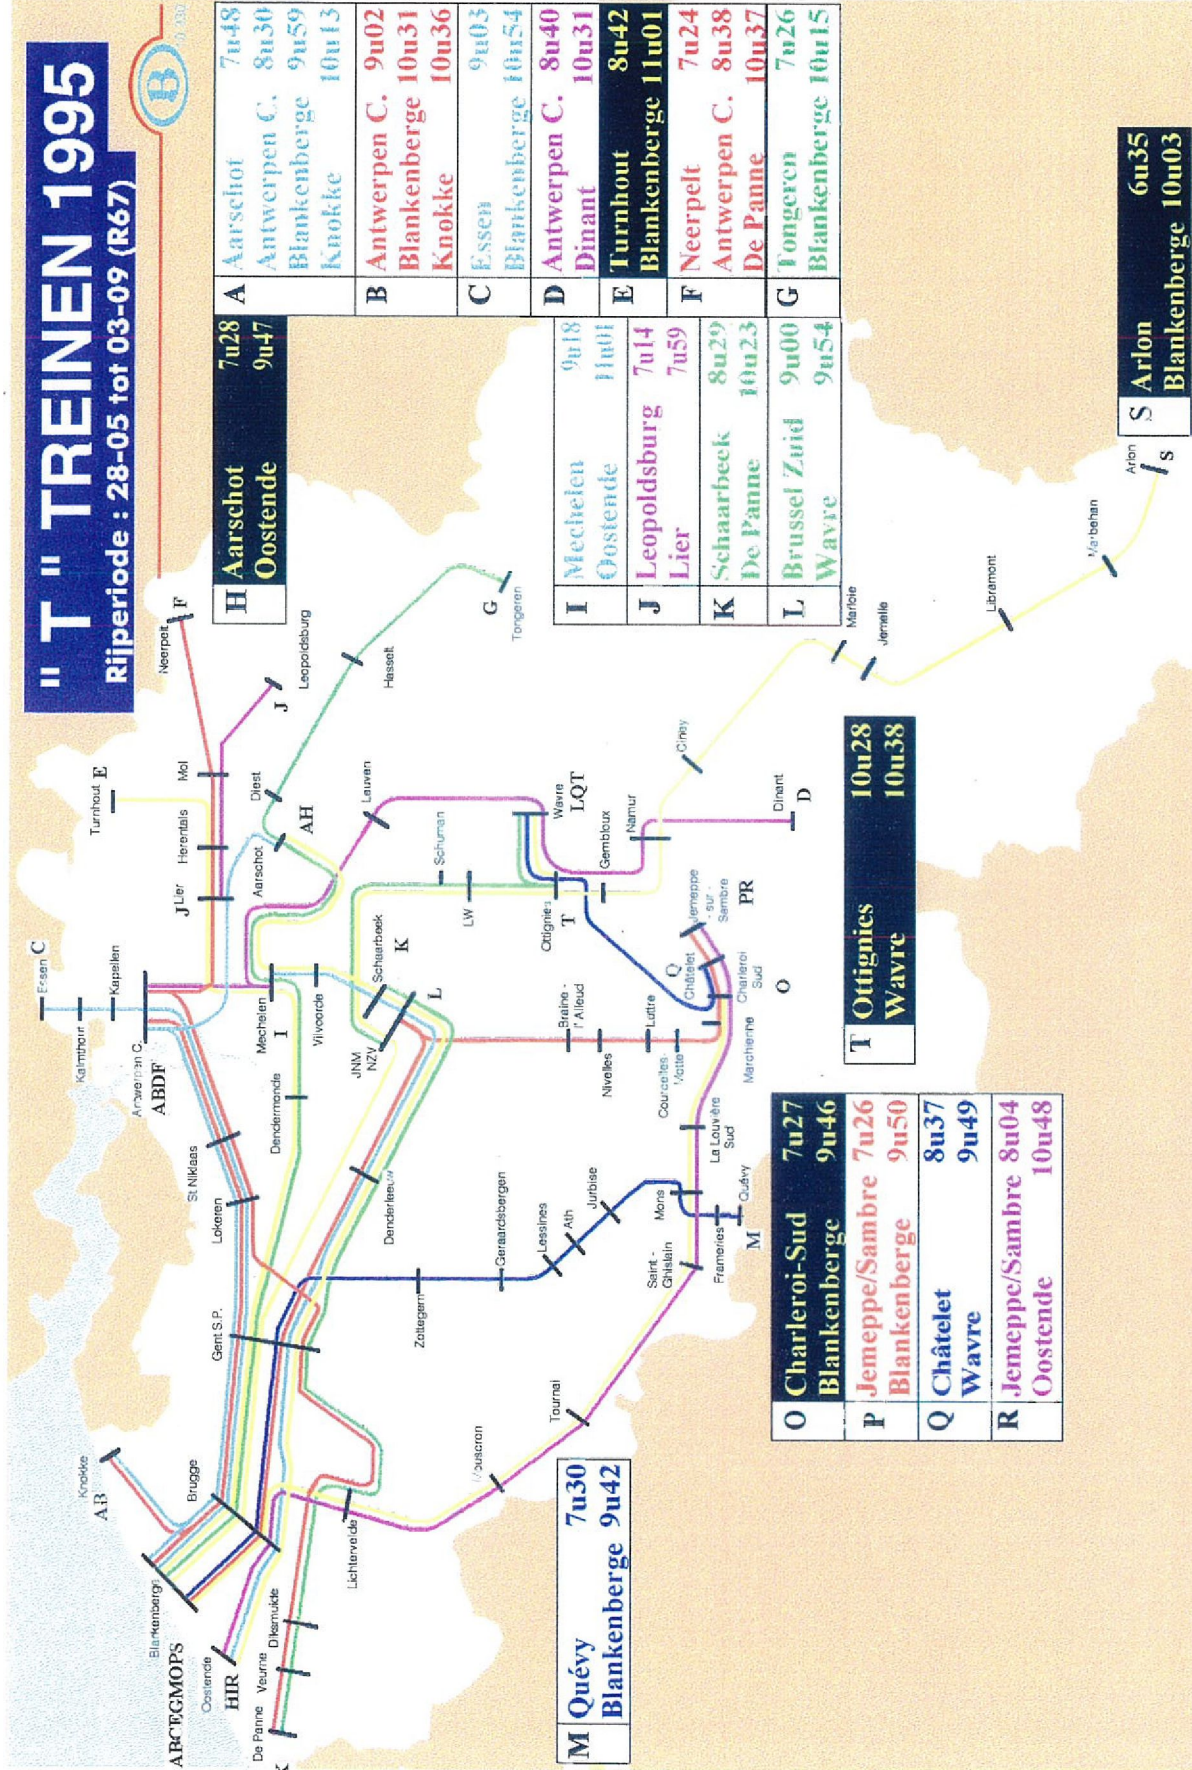 " T " TREINEN 1995
Rijperiode : 28-05 tot 03-09 (R67)
B
A Aarschot 7u48
Antwerpen C. 8u30
Blankenberge 9u59
Knokke 10u13
B Antwerpen C. 9u02
Blankenberge 10u31
Knokke 10u36
C Essen 9u03
Blankenberge 10u54
D Antwerpen C. 8u40
Dinant 10u31
E Turnhout 8u42
Blankenberge 11u01
F Neerpelt 7u24
Antwerpen C. 8u38
De Panne 10u37
G Tongeren 7u26
Blankenberge 10u15
H Aarschot 7u28
Oostende 9u47
I Mechelen 9u18
Oostende 11u01
J Leopoldsburg 7u14
Lier 7u59
K Schaarbeek 8u29
De Panne 10u23
L Brussel Zuid 9u00
Wavre 9u54
M Quévy 7u30
Blankenberge 9u42
O Charleroi-Sud 7u27
Blankenberge 9u46
P Jemeppe/Sambre 7u26
Blankenberge 9u50
Q Châtelet 8u37
Wavre 9u49
R Jemeppe/Sambre 8u04
Oostende 10u48
S Arlon 6u35
Blankenberge 10u03
T Ottignies 10u28
Wavre 10u38
Knokke
AB
Blankenberge
ABCEGMOPS
Oostende
HIR
De Panne
Veurne
Diksmuide
Lichtervelde
Brugge
Gent S.P.
Lokeren
St Niklaas
Antwerpen C.
ABDF
Essen C
Kalmthout
Kapellen
Turnhout E
Neerpelt
F
Mol
Herentals
J Lier
Leopoldsburg
J
Hasselt
G
Tongeren
Diest
Aarschot
AH
Leuven
Mechelen
I
Vilvoorde
Dendermonde
Denderleeuw
Schaarbeek
K
JNM
NZV
L
Schuman
LW
Ottignies
T
Wavre
LQT
Gembloux
Namur
Dinant
D
Ciney
Marloie
Jemelle
Libramont
Marbehan
Arlon
S
Braine -
l' Alleud
Nivelles
Luttre
Courcelles-
Motte
Marchienne
Charleroi
Sud
O
Q
Châtelet
Jemeppe
- sur -
Sambre
PR
La Louvière
Sud
Mons
Frameries
Quévy
M
Saint -
Ghislain
Jurbise
Ath
Lessines
Geraardsbergen
Zottegem
Tournai
Mouscron